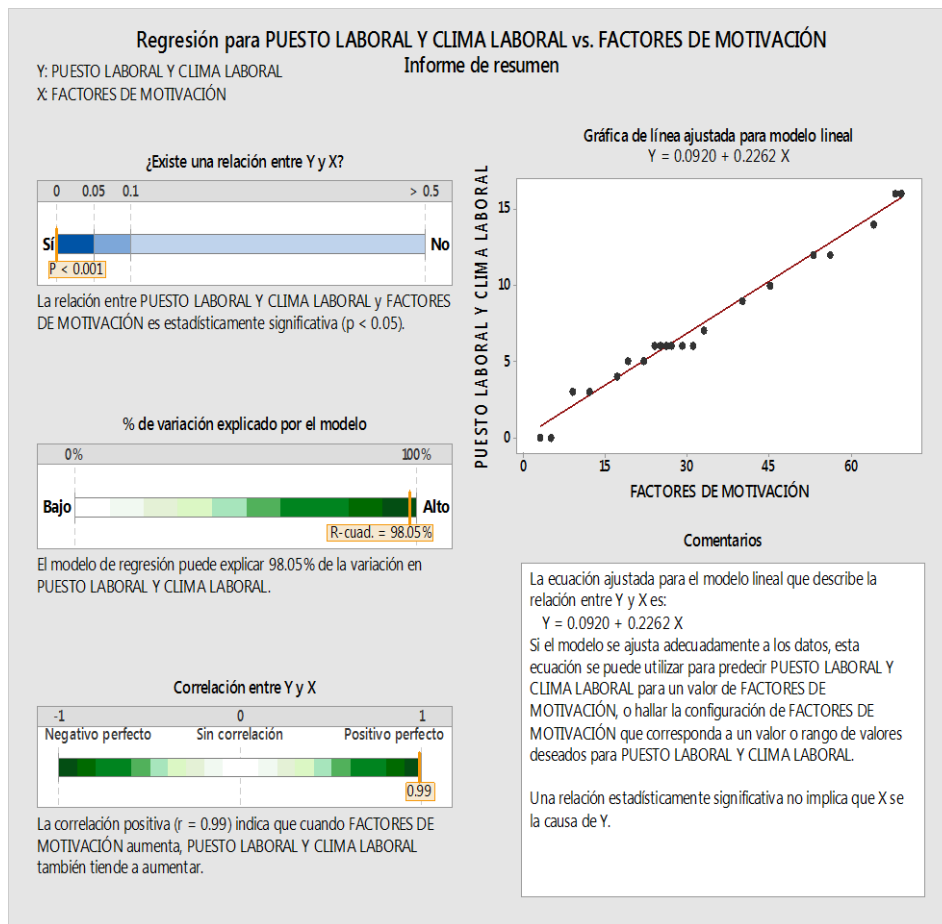 Regresión para PUESTO LABORAL Y CLIMA LABORAL vs. FACTORES DE MOTIVACIÓN
Informe de resumen
Y: PUESTO LABORAL Y CLIMA LABORAL
X: FACTORES DE MOTIVACIÓN
¿Existe una relación entre Y y X?
0 0.05 0.1 > 0.5
Sí No
P < 0.001
La relación entre PUESTO LABORAL Y CLIMA LABORAL y FACTORES
DE MOTIVACIÓN es estadísticamente significativa (p < 0.05).
% de variación explicado por el modelo
0% 100%
Bajo Alto
R-cuad. = 98.05%
El modelo de regresión puede explicar 98.05% de la variación en
PUESTO LABORAL Y CLIMA LABORAL.
Correlación entre Y y X
-1 0 1
Negativo perfecto Sin correlación Positivo perfecto
0.99
La correlación positiva (r = 0.99) indica que cuando FACTORES DE
MOTIVACIÓN aumenta, PUESTO LABORAL Y CLIMA LABORAL
también tiende a aumentar.
Gráfica de línea ajustada para modelo lineal
Y = 0.0920 + 0.2262 X
PUESTO LABORAL Y CLIMA LABORAL
15
10
5
0
0 15 30 45 60
FACTORES DE MOTIVACIÓN
Comentarios
La ecuación ajustada para el modelo lineal que describe la
relación entre Y y X es:
Y = 0.0920 + 0.2262 X
Si el modelo se ajusta adecuadamente a los datos, esta
ecuación se puede utilizar para predecir PUESTO LABORAL Y
CLIMA LABORAL para un valor de FACTORES DE
MOTIVACIÓN, o hallar la configuración de FACTORES DE
MOTIVACIÓN que corresponda a un valor o rango de valores
deseados para PUESTO LABORAL Y CLIMA LABORAL.
Una relación estadísticamente significativa no implica que X se
la causa de Y.